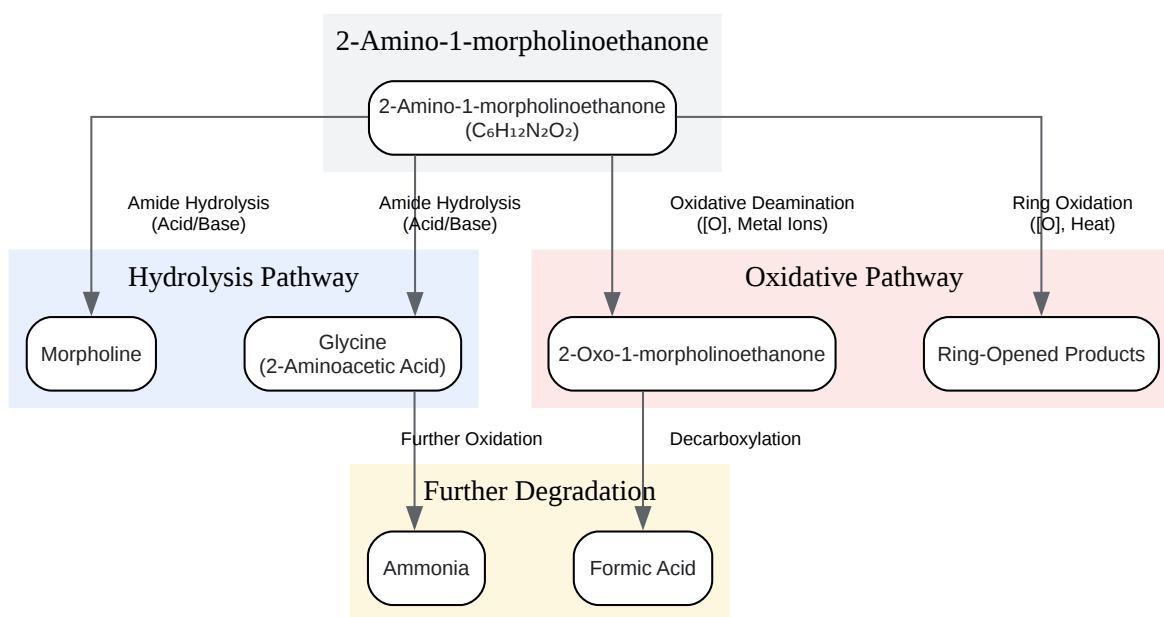 2-Amino-1-morpholinoethanone
2-Amino-1-morpholinoethanone
(C₆H₁₂N₂O₂)
Amide Hydrolysis
(Acid/Base)
Amide Hydrolysis
(Acid/Base)
Oxidative Deamination
([O], Metal Ions)
Ring Oxidation
([O], Heat)
Hydrolysis Pathway
Oxidative Pathway
Morpholine
Glycine
(2-Aminoacetic Acid)
2-Oxo-1-morpholinoethanone
Ring-Opened Products
Further Oxidation
Decarboxylation
Further Degradation
Ammonia
Formic Acid